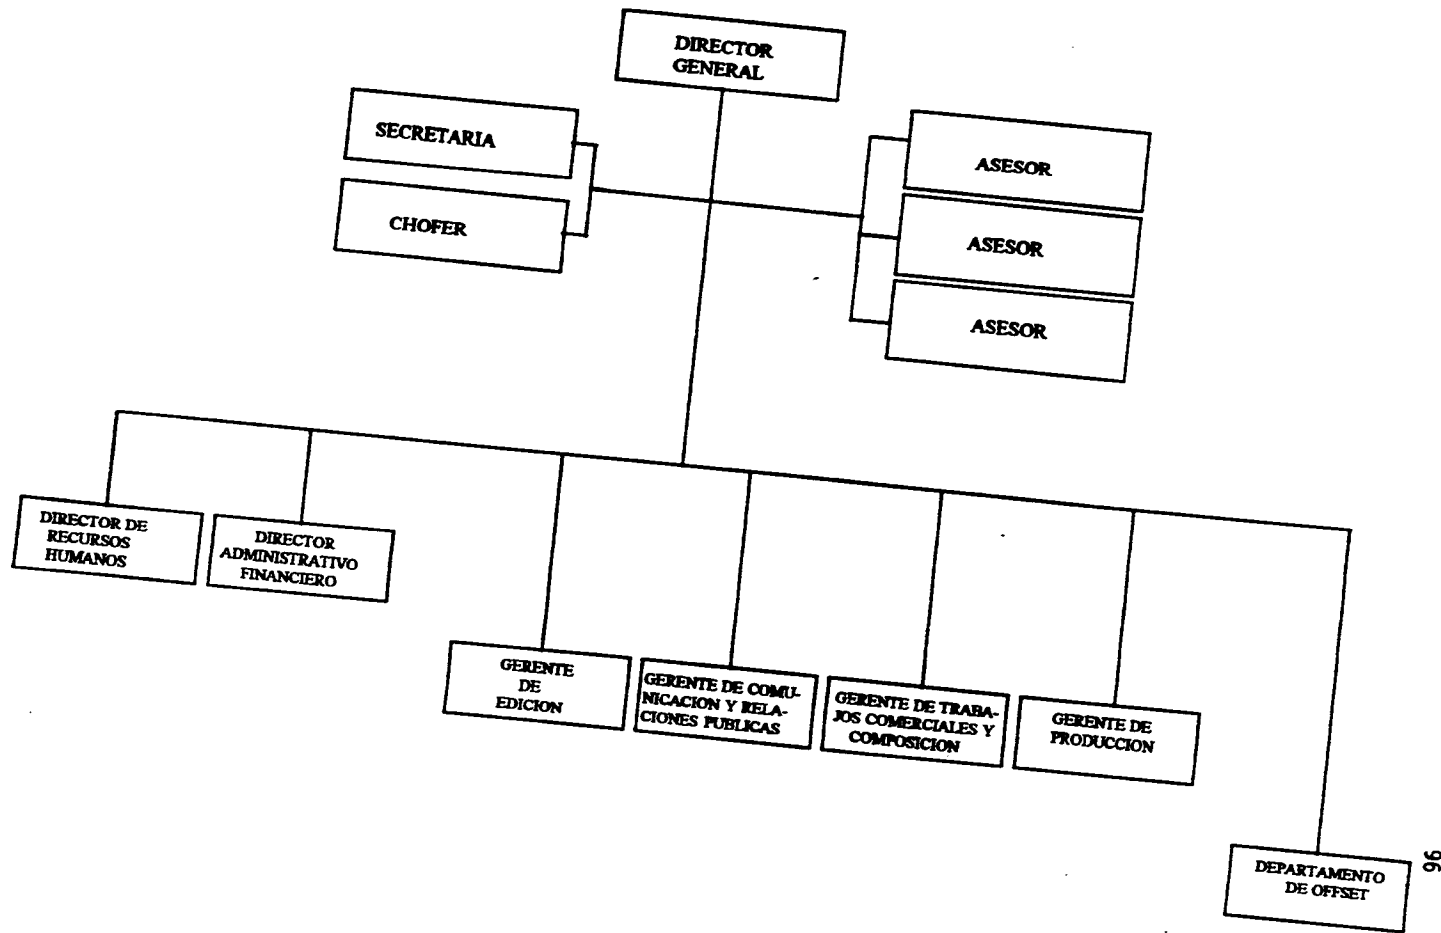 DIRECTOR
GENERAL
SECRETARIA
CHOFER
ASESOR
ASESOR
ASESOR
DIRECTOR DE
RECURSOS
HUMANOS
DIRECTOR
ADMINISTRATIVO
FINANCIERO
GERENTE
DE
EDICION
GERENTE DE COMU-
NICACION Y RELA-
CIONES PUBLICAS
GERENTE DE TRABA-
JOS COMERCIALES Y
COMPOSICION
GERENTE DE
PRODUCCION
DEPARTAMENTO
DE OFFSET
96